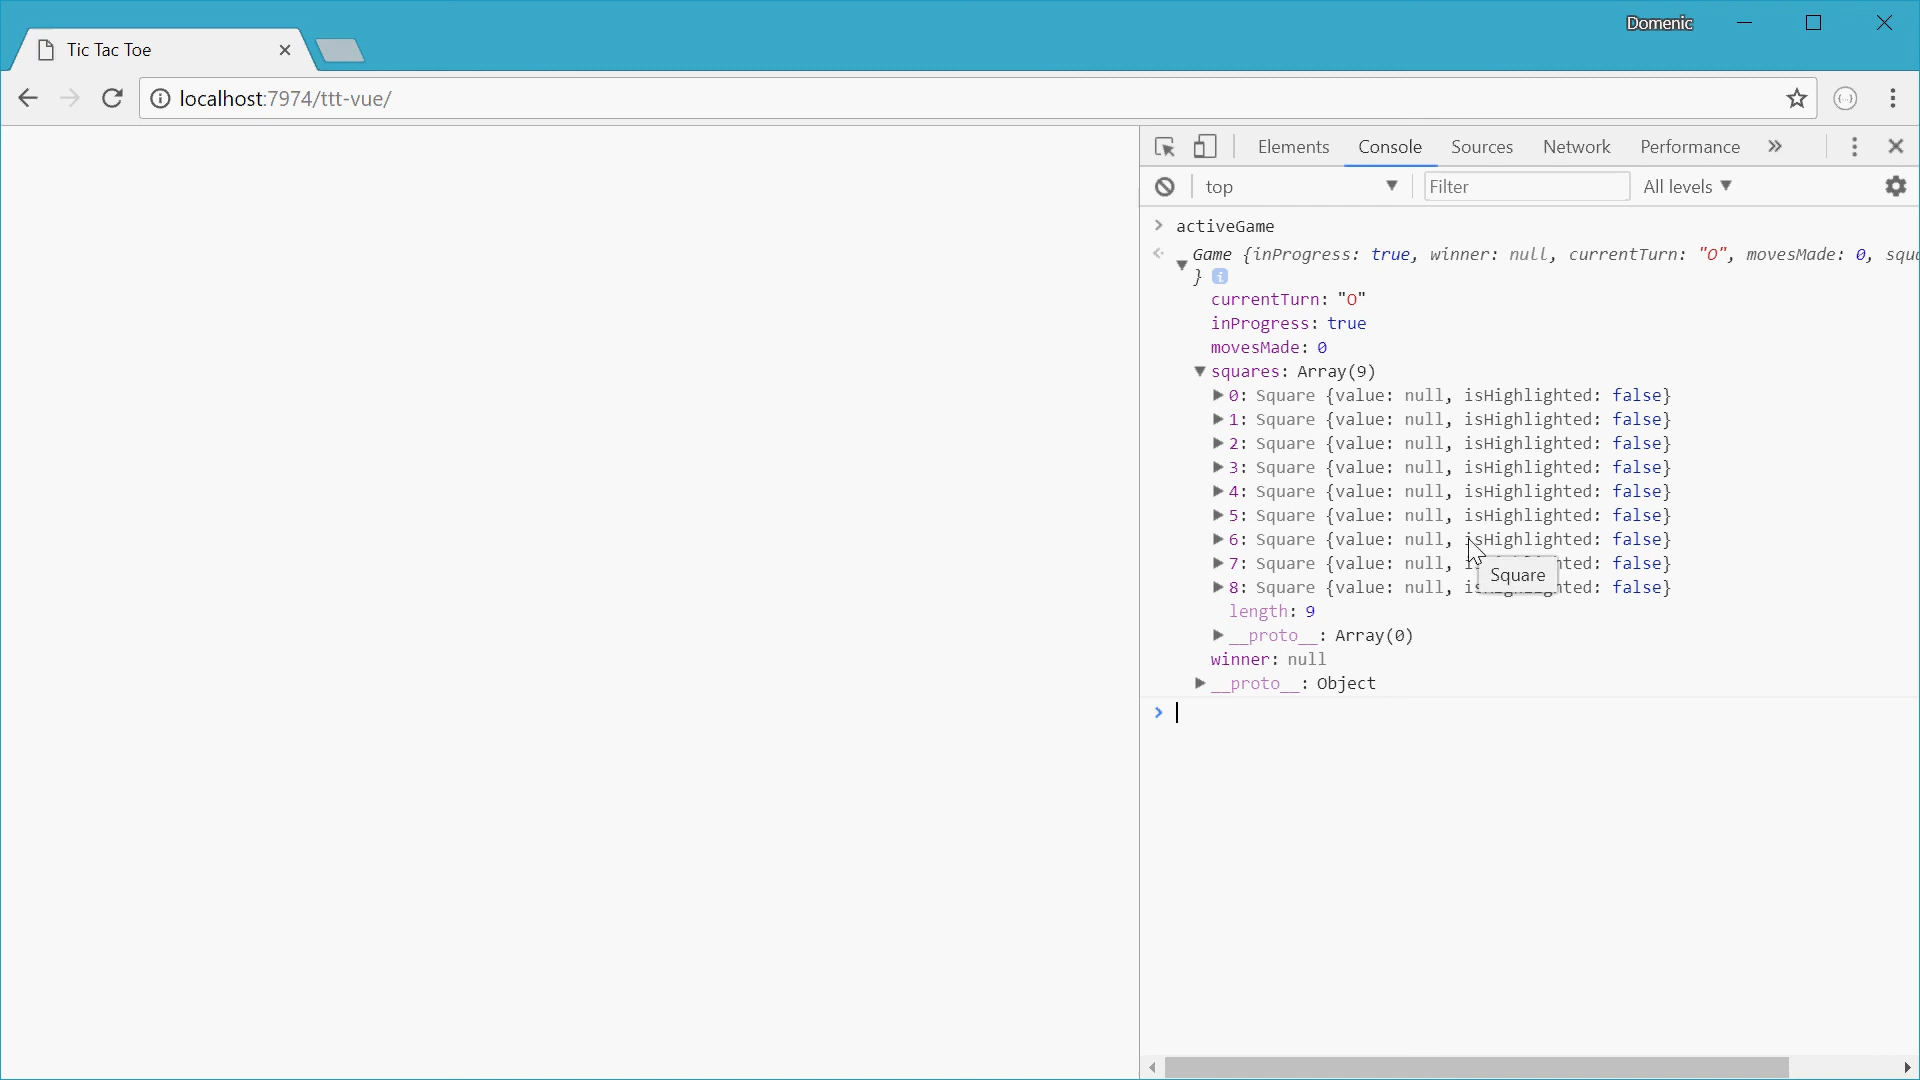 Domenic
Tic Tac Toe
localhost:7974/ttt-vue/
Elements Console Sources Network Performance
top Filter All levels
activeGame
Game {inProgress: true, winner: null, currentTurn: "O", movesMade: 0, squ
}
currentTurn: "O"
inProgress: true
movesMade: 0
squares: Array(9)
0: Square {value: null, isHighlighted: false}
1: Square {value: null, isHighlighted: false}
2: Square {value: null, isHighlighted: false}
3: Square {value: null, isHighlighted: false}
4: Square {value: null, isHighlighted: false}
5: Square {value: null, isHighlighted: false}
6: Square {value: null, isHighlighted: false}
7: Square {value: null, i ted: false}
Square
8: Square {value: null, i ted: false}
length: 9
__proto__: Array(0)
winner: null
__proto__: Object